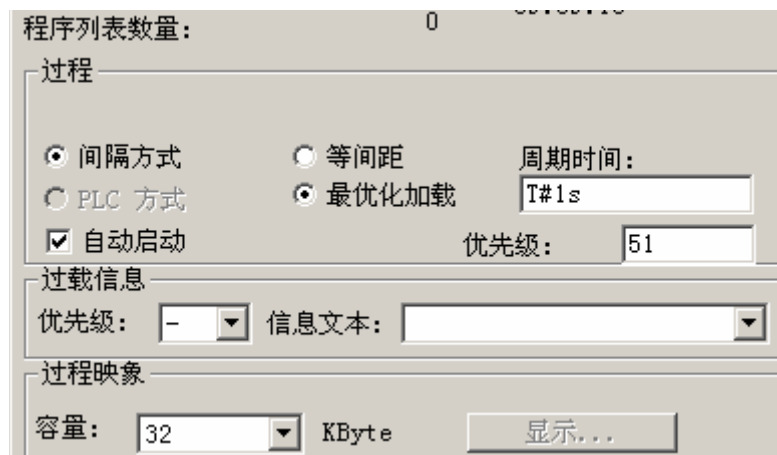 程序列表数量： 0
过程
间隔方式 等间距 周期时间：
PLC 方式 最优化加载 T#1s
自动启动 优先级： 51
过载信息
优先级： - 信息文本：
过程映象
容量： 32 KByte 显示...